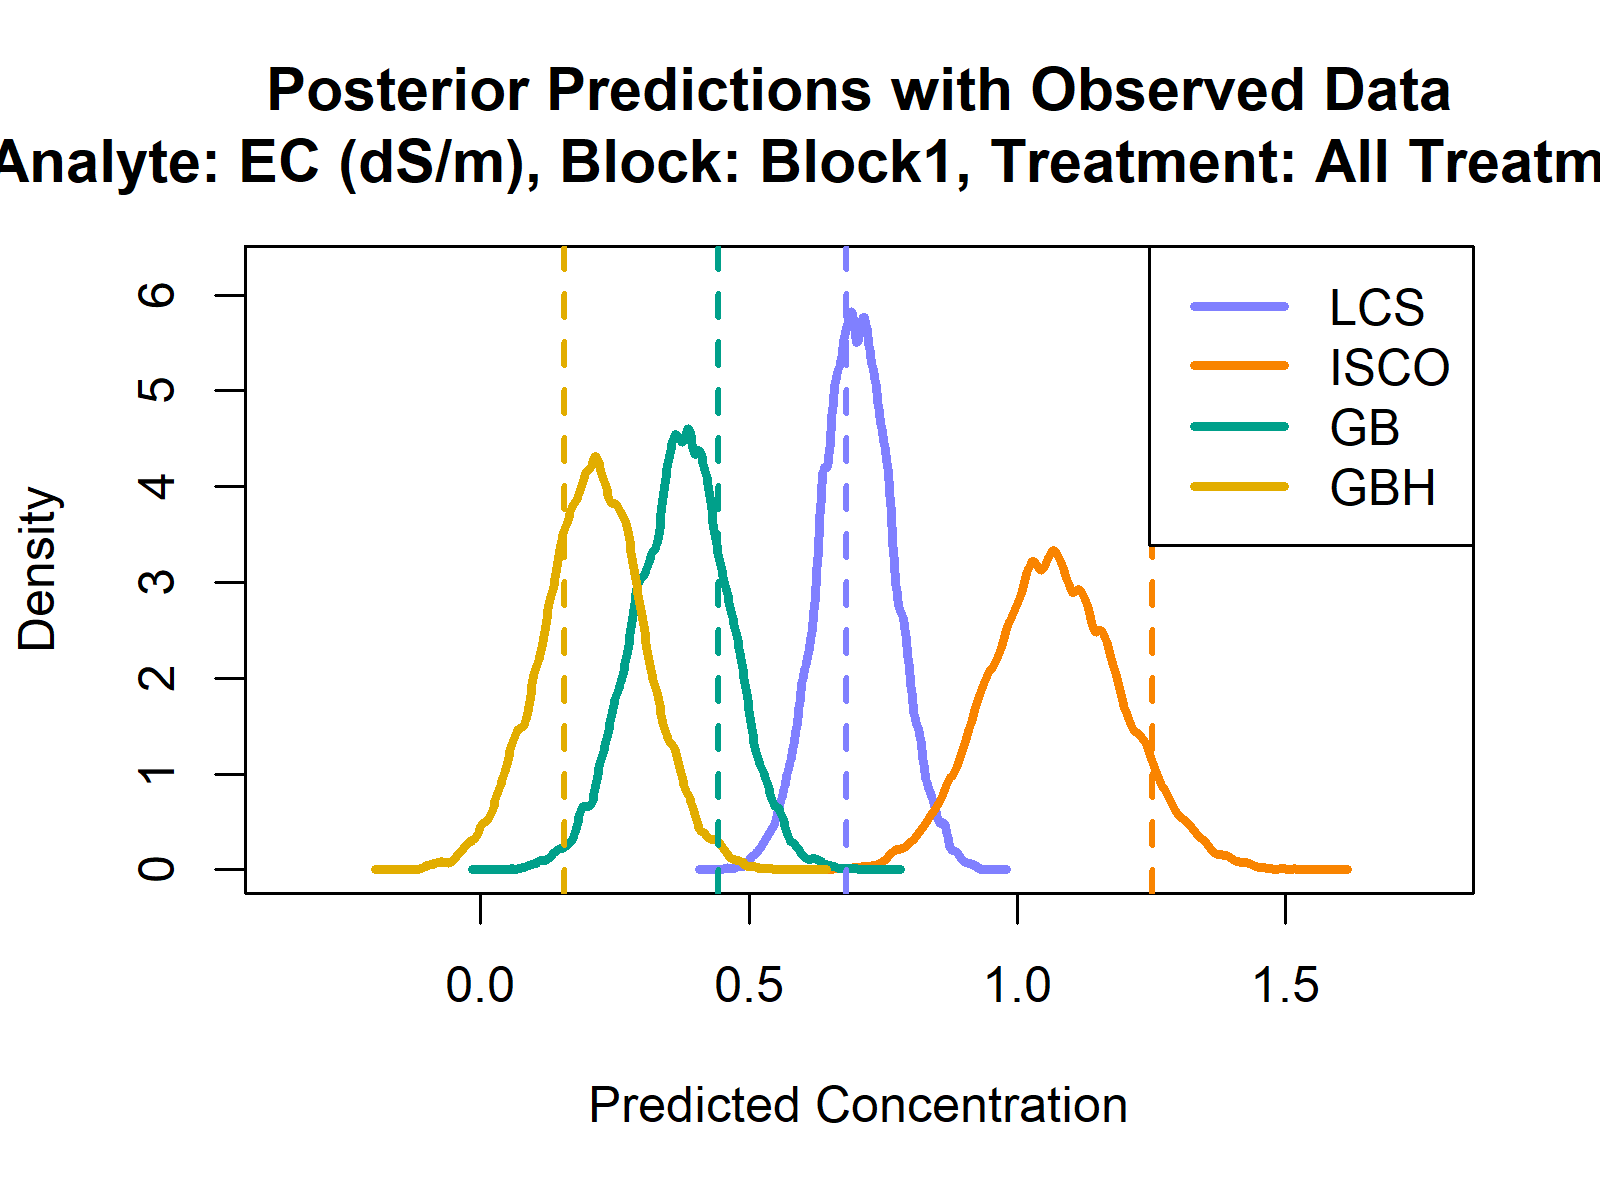 Posterior Predictions with Observed Data
Analyte: EC (dS/m), Block: Block1, Treatment: All Treatm
LCS
ISCO
GB
GBH
Density
6
5
4
3
2
1
0
0.0 0.5 1.0 1.5
Predicted Concentration